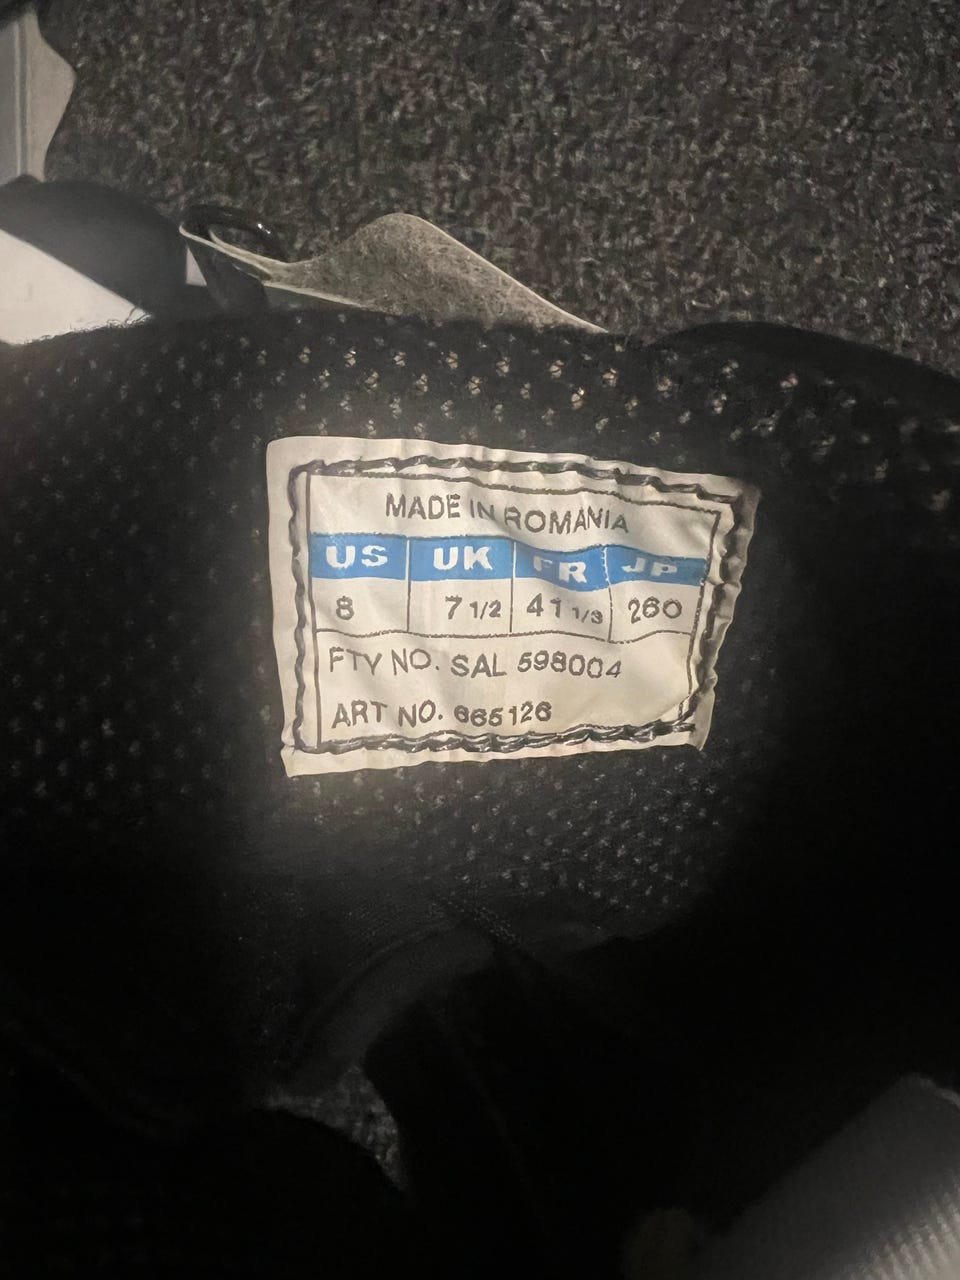 MADE IN ROMANIA
US UK FR JP
8 7 1/2 41 1/3 260
FTY NO. SAL 598004
ART NO. 665126